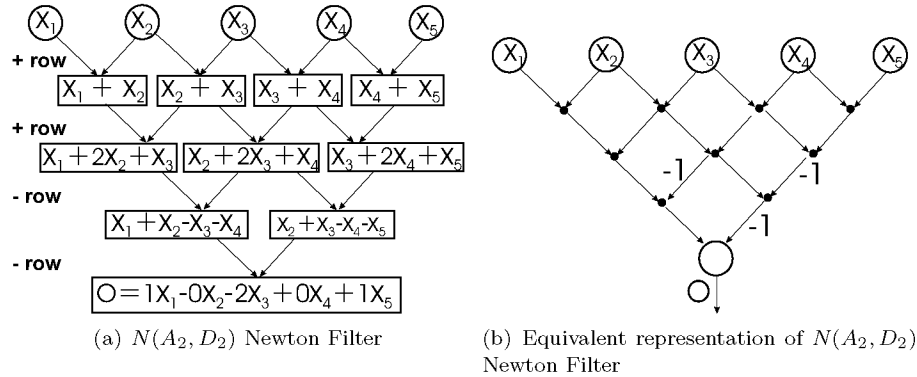 X₁ X₂ X₃ X₄ X₅
+ row
X₁ + X₂ X₂ + X₃ X₃ + X₄ X₄ + X₅
+ row
X₁+2X₂+X₃ X₂+2X₃+X₄ X₃+2X₄+X₅
- row
X₁+X₂-X₃-X₄ X₂+X₃-X₄-X₅
- row
O=1X₁-0X₂-2X₃+0X₄+1X₅
(a) N(A₂, D₂) Newton Filter
X₁ X₂ X₃ X₄ X₅
-1 -1
-1
O
(b) Equivalent representation of N(A₂, D₂)
Newton Filter